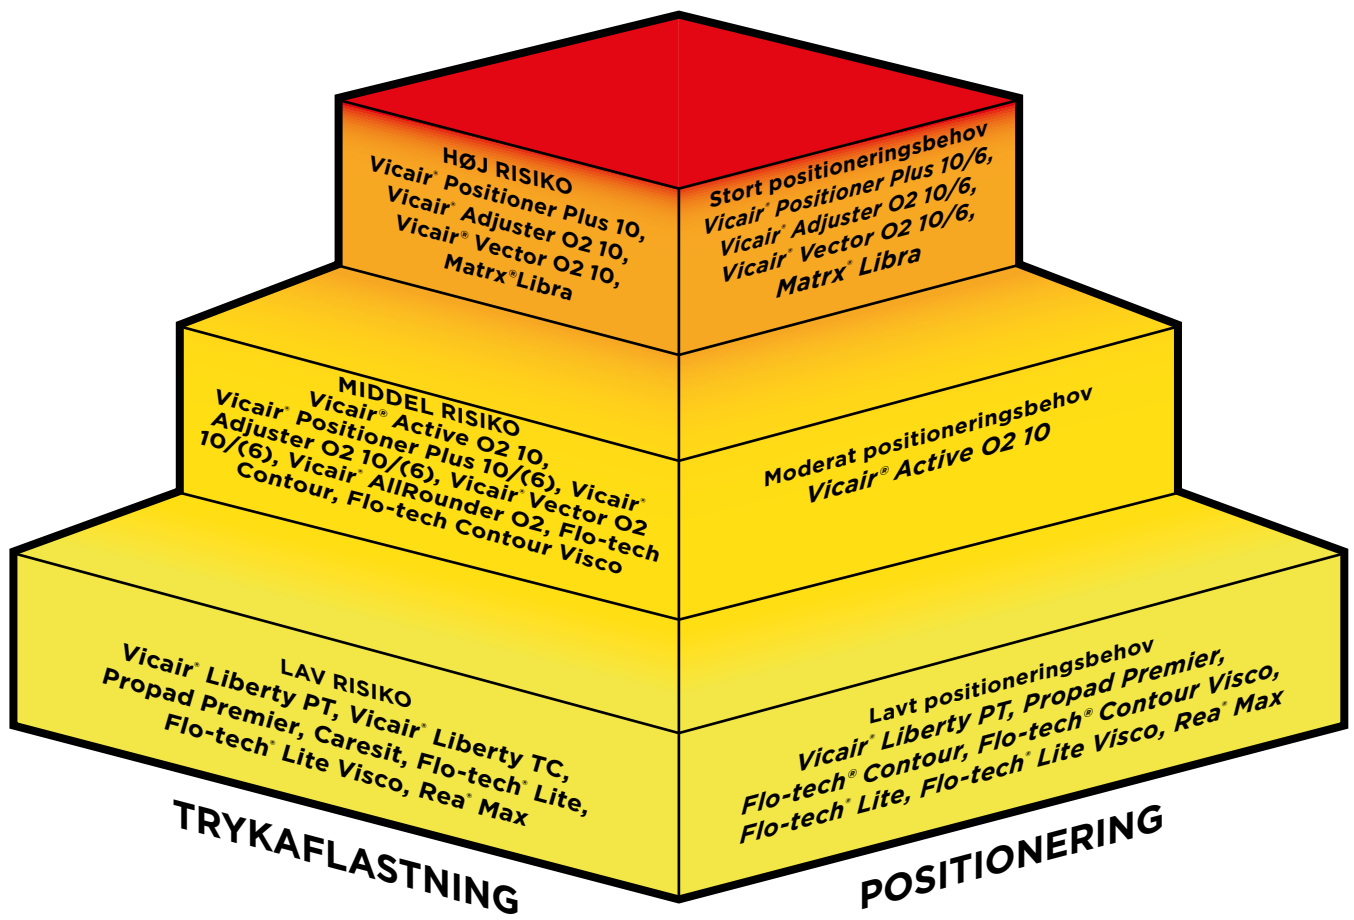 HØJ RISIKO
Vicair® Positioner Plus 10,
Vicair® Adjuster O2 10,
Vicair® Vector O2 10,
Matrx®Libra
Stort positioneringsbehov
Vicair® Positioner Plus 10/6,
Vicair® Adjuster O2 10/6,
Vicair® Vector O2 10/6,
Matrx® Libra
MIDDEL RISIKO
Vicair® Active O2 10,
Vicair® Positioner Plus 10/(6), Vicair®
Adjuster O2 10/(6), Vicair® Vector O2
10/(6), Vicair® AllRounder O2, Flo-tech
Contour, Flo-tech Contour Visco
Moderat positioneringsbehov
Vicair® Active O2 10
LAV RISIKO
Vicair® Liberty PT, Vicair® Liberty TC,
Propad Premier, Caresit, Flo-tech® Lite,
Flo-tech® Lite Visco, Rea® Max
Lavt positioneringsbehov
Vicair® Liberty PT, Propad Premier,
Flo-tech® Contour, Flo-tech® Contour Visco,
Flo-tech® Lite, Flo-tech® Lite Visco, Rea® Max
TRYKAFLASTNING
POSITIONERING